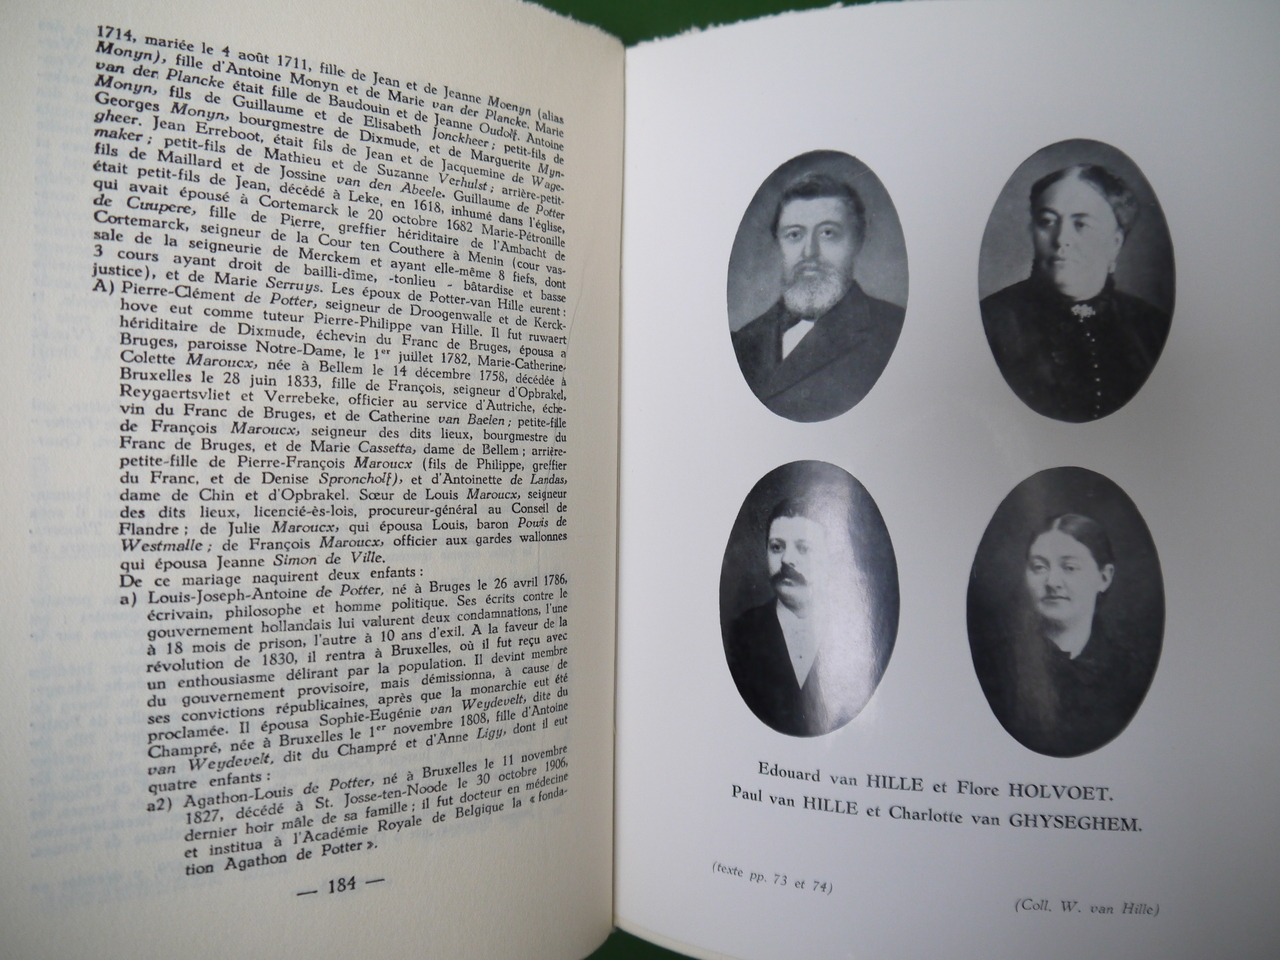 1714, mariée le 4 août 1711, fille de Jean et de Jeanne Moenyn (alias
Monyn), fille d'Antoine Monyn et de Marie van der Plancke. Marie
van der Plancke était fille de Baudouin et de Jeanne Oudolf. Antoine
Monyn, fils de Guillaume et de Elisabeth Jonckheer; petit-fils de
Georges Monyn, bourgmestre de Dixmude, et de Marguerite Myn-
gheer. Jean Erreboot, était fils de Jean et de Jacquemine de Wage-
maker; petit-fils de Mathieu et de Suzanne Verhulst; arrière-petit-
fils de Maillard et de Jossine van den Abeele. Guillaume de Potter
était petit-fils de Jean, décédé à Leke, en 1618, inhumé dans l'église,
qui avait épousé à Cortemarck le 20 octobre 1682 Marie-Pétronille
de Cuupere, fille de Pierre, greffier héréditaire de l'Ambacht de
Cortemarck, seigneur de la Cour ten Couthere à Menin (cour vas-
sale de la seigneurie de Merckem et ayant elle-même 8 fiefs, dont
3 cours ayant droit de bailli-dîme, -tonlieu - bâtardise et basse
justice), et de Marie Serruys. Les époux de Potter-van Hille eurent :
A) Pierre-Clément de Potter, seigneur de Droogenwalle et de Kerck-
hove eut comme tuteur Pierre-Philippe van Hille. Il fut ruwaert
héréditaire de Dixmude, échevin du Franc de Bruges, épousa à
Bruges, paroisse Notre-Dame, le 1er juillet 1782, Marie-Catherine-
Colette Maroucx, née à Bellem le 14 décembre 1758, décédée à
Bruxelles le 28 juin 1833, fille de François, seigneur d'Opbrakel,
Reygaertsvliet et Verrebeke, officier au service d'Autriche, éche-
vin du Franc de Bruges, et de Catherine van Baelen; petite-fille
de François Maroucx, seigneur des dits lieux, bourgmestre du
Franc de Bruges, et de Marie Cassetta, dame de Bellem; arrière-
petite-fille de Pierre-François Maroucx (fils de Philippe, greffier
du Franc, et de Denise Sproncholf), et d'Antoinette de Landas,
dame de Chin et d'Opbrakel. Sœur de Louis Maroucx, seigneur
des dits lieux, licencié-ès-lois, procureur-général au Conseil de
Flandre; de Julie Maroucx, qui épousa Louis, baron Powis de
Westmalle; de François Maroucx, officier aux gardes wallonnes
qui épousa Jeanne Simon de Ville.
De ce mariage naquirent deux enfants :
a) Louis-Joseph-Antoine de Potter, né à Bruges le 26 avril 1786,
écrivain, philosophe et homme politique. Ses écrits contre le
gouvernement hollandais lui valurent deux condamnations, l'une
à 18 mois de prison, l'autre à 10 ans d'exil. A la faveur de la
révolution de 1830, il rentra à Bruxelles, où il fut reçu avec
un enthousiasme délirant par la population. Il devint membre
du gouvernement provisoire, mais démissionna, à cause de
ses convictions républicaines, après que la monarchie eut été
proclamée. Il épousa Sophie-Eugénie van Weydevelt, dite du
Champré, née à Bruxelles le 1er novembre 1808, fille d'Antoine
van Weydevelt, dit du Champré et d'Anne Ligy, dont il eut
quatre enfants :
a2) Agathon-Louis de Potter, né à Bruxelles le 11 novembre
1827, décédé à St. Josse-ten-Noode le 30 octobre 1906,
dernier hoir mâle de sa famille; il fut docteur en médecine
et institua à l'Académie Royale de Belgique la « fonda-
tion Agathon de Potter ».
— 184 —
Edouard van HILLE et Flore HOLVOET.
Paul van HILLE et Charlotte van GHYSEGHEM.
(texte pp. 73 et 74)
(Coll. W. van Hille)